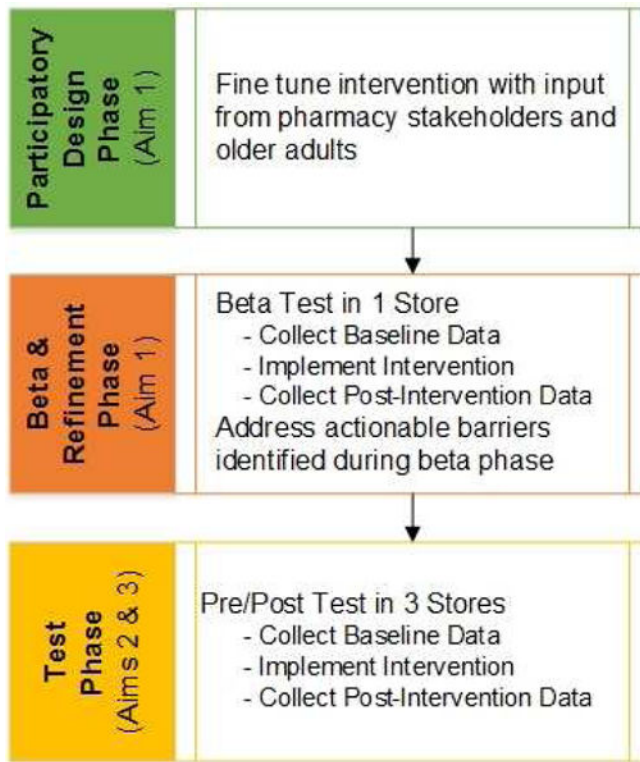 Participatory
Design
Phase
(Aim 1)
Fine tune intervention with input
from pharmacy stakeholders and
older adults
Beta &
Refinement
Phase
(Aim 1)
Beta Test in 1 Store
- Collect Baseline Data
- Implement Intervention
- Collect Post-Intervention Data
Address actionable barriers
identified during beta phase
Test
Phase
(Aims 2 & 3)
Pre/Post Test in 3 Stores
- Collect Baseline Data
- Implement Intervention
- Collect Post-Intervention Data